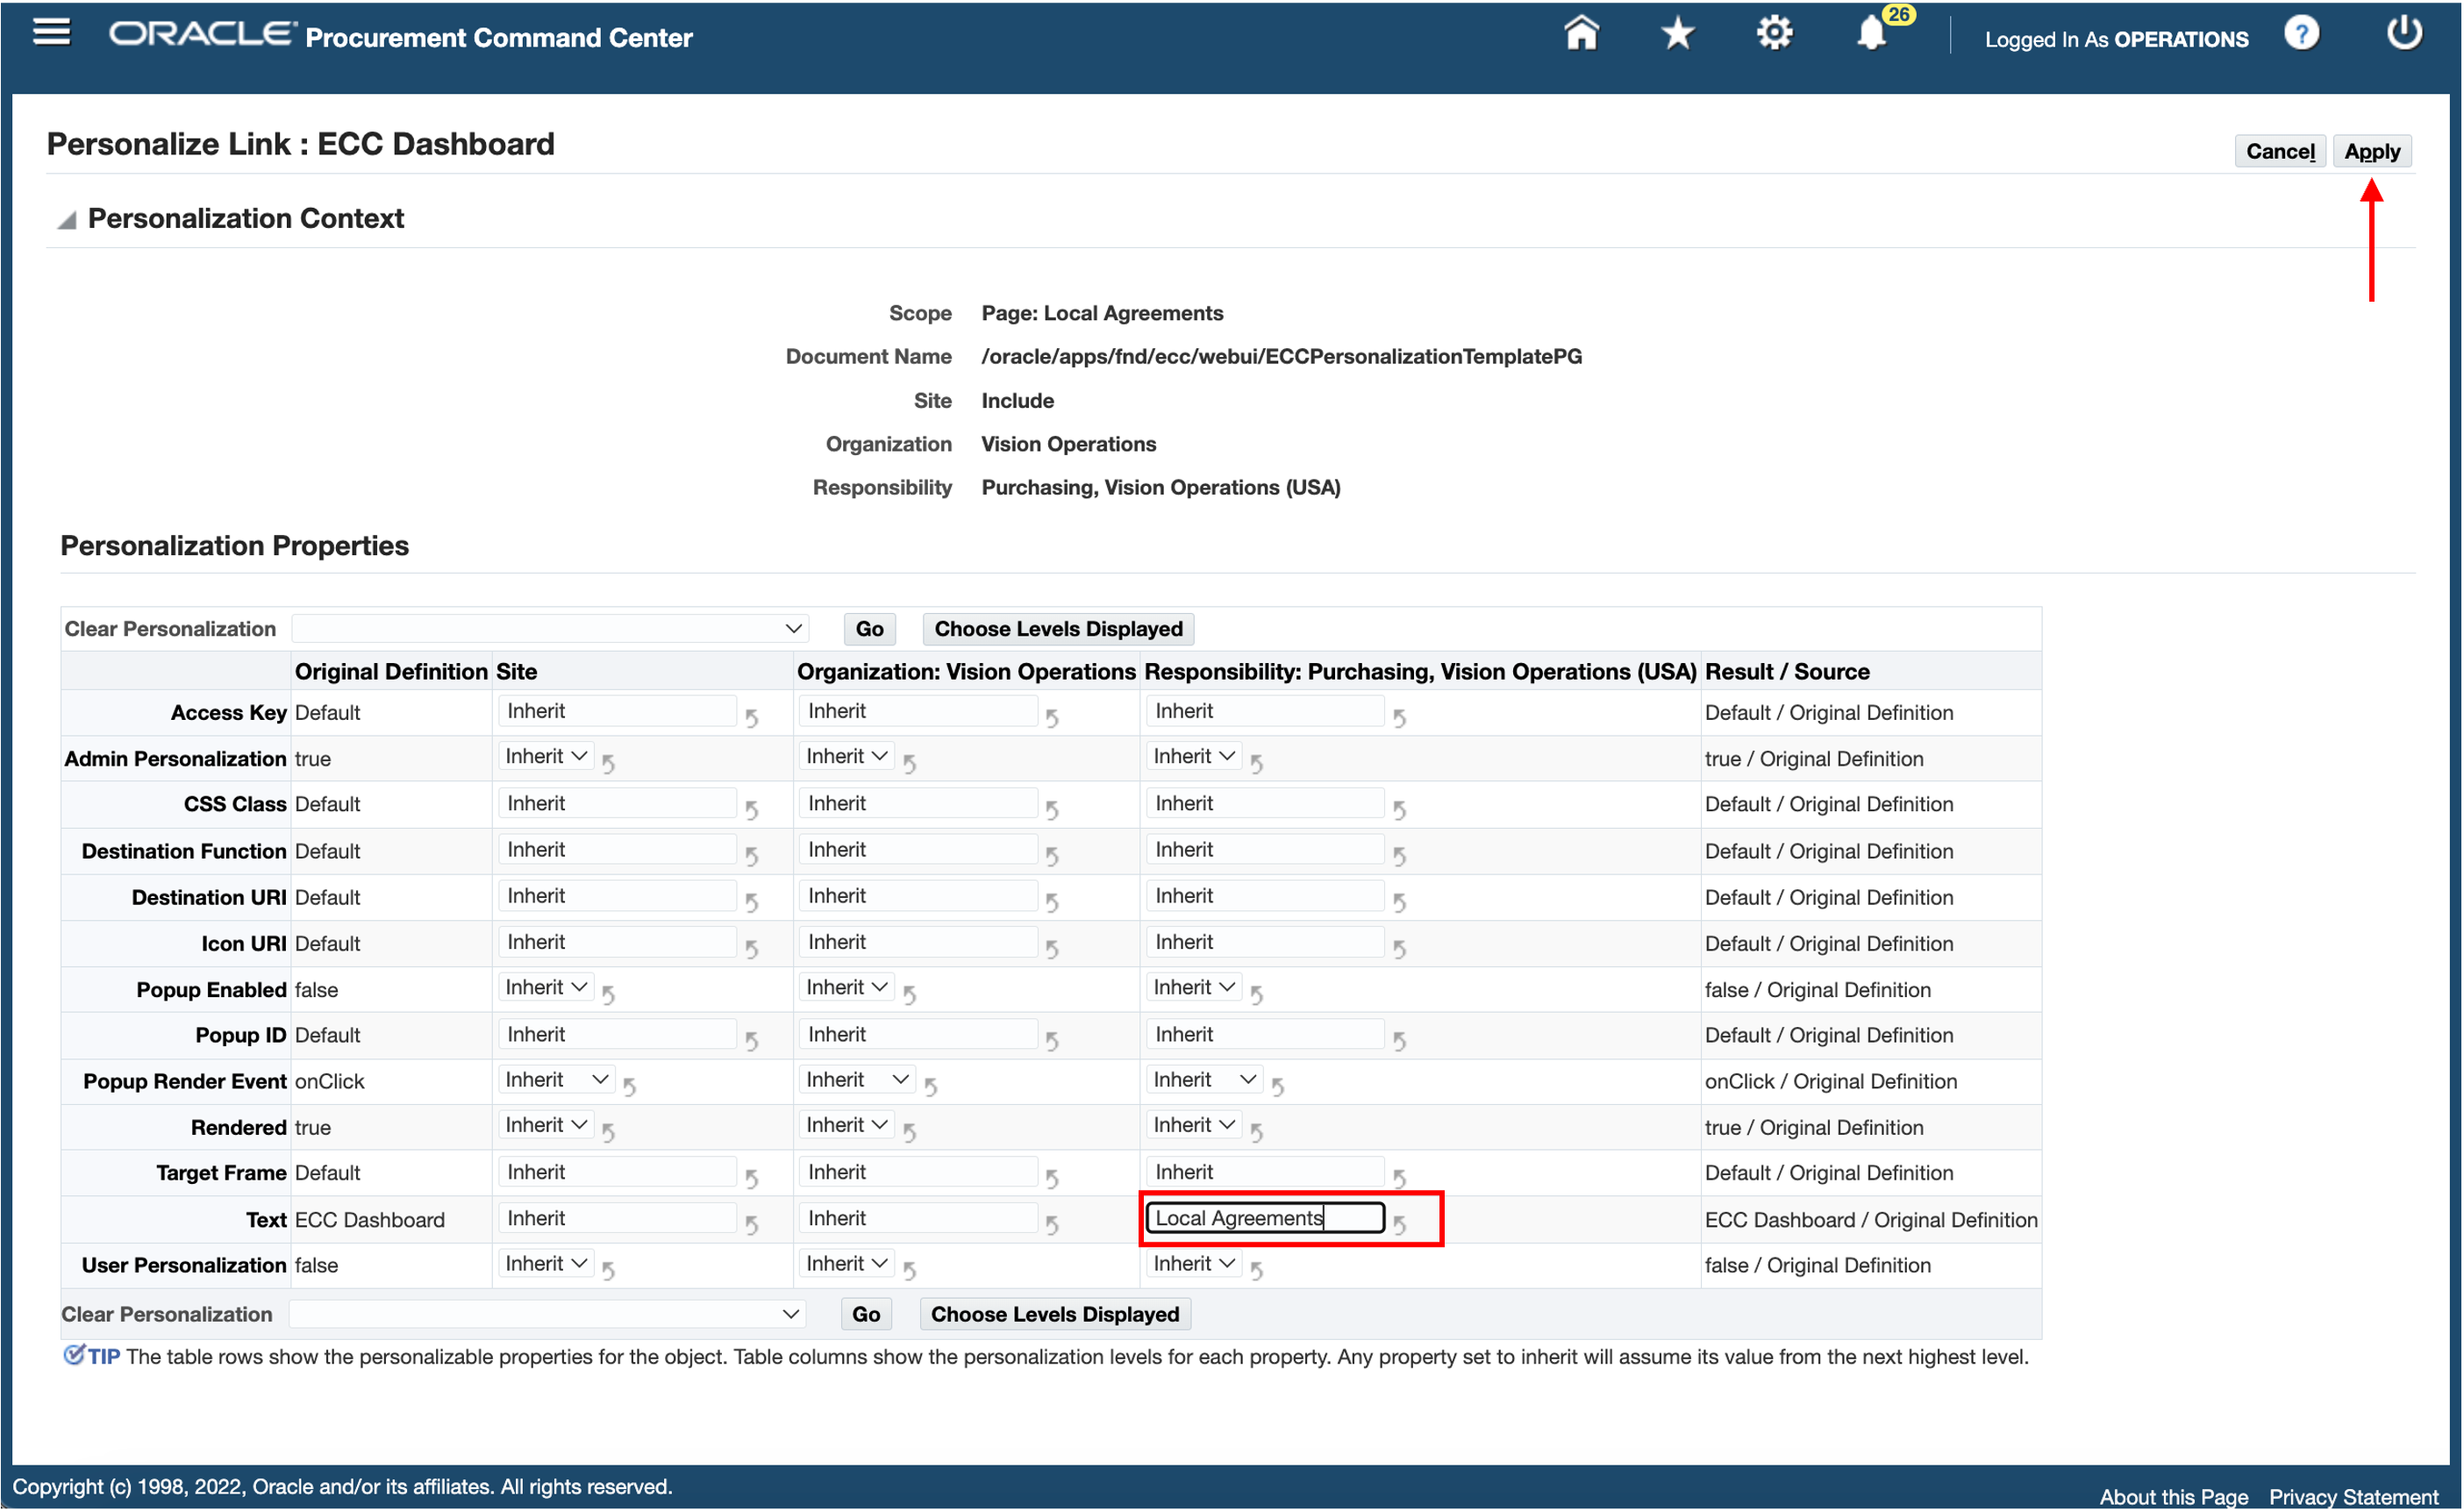 ORACLE Procurement Command Center
26
Logged In As OPERATIONS
?
Personalize Link : ECC Dashboard
Cancel Apply
Personalization Context
Scope Page: Local Agreements
Document Name /oracle/apps/fnd/ecc/webui/ECCPersonalizationTemplatePG
Site Include
Organization Vision Operations
Responsibility Purchasing, Vision Operations (USA)
Personalization Properties
Clear Personalization Go Choose Levels Displayed
Original Definition Site Organization: Vision Operations Responsibility: Purchasing, Vision Operations (USA) Result / Source
Access Key Default Inherit Inherit Inherit Default / Original Definition
Admin Personalization true Inherit Inherit Inherit true / Original Definition
CSS Class Default Inherit Inherit Inherit Default / Original Definition
Destination Function Default Inherit Inherit Inherit Default / Original Definition
Destination URI Default Inherit Inherit Inherit Default / Original Definition
Icon URI Default Inherit Inherit Inherit Default / Original Definition
Popup Enabled false Inherit Inherit Inherit false / Original Definition
Popup ID Default Inherit Inherit Inherit Default / Original Definition
Popup Render Event onClick Inherit Inherit Inherit onClick / Original Definition
Rendered true Inherit Inherit Inherit true / Original Definition
Target Frame Default Inherit Inherit Inherit Default / Original Definition
Text ECC Dashboard Inherit Inherit Local Agreements ECC Dashboard / Original Definition
User Personalization false Inherit Inherit Inherit false / Original Definition
Clear Personalization Go Choose Levels Displayed
TIP The table rows show the personalizable properties for the object. Table columns show the personalization levels for each property. Any property set to inherit will assume its value from the next highest level.
Copyright (c) 1998, 2022, Oracle and/or its affiliates. All rights reserved.
About this Page Privacy Statement